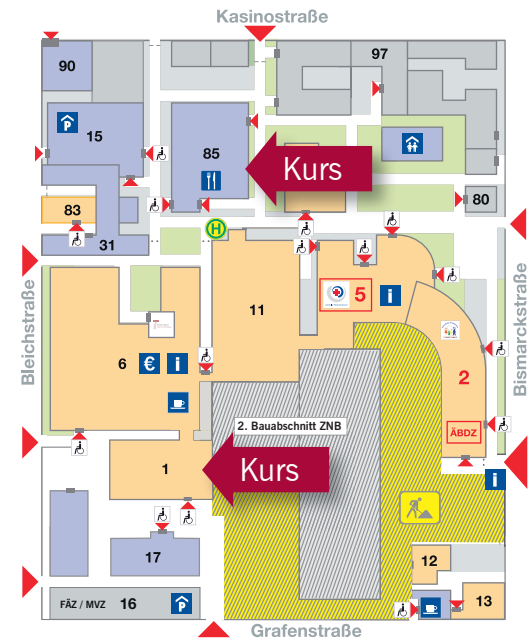 Kasinostraße
90
97
P
15
85
Kurs
80
83
H
31
5
i
Bleichstraße
Bismarckstraße
11
6
€
i
2
2. Bauabschnitt ZNB
ÄBDZ
1
Kurs
i
17
12
FÄZ / MVZ
16
P
13
Grafenstraße